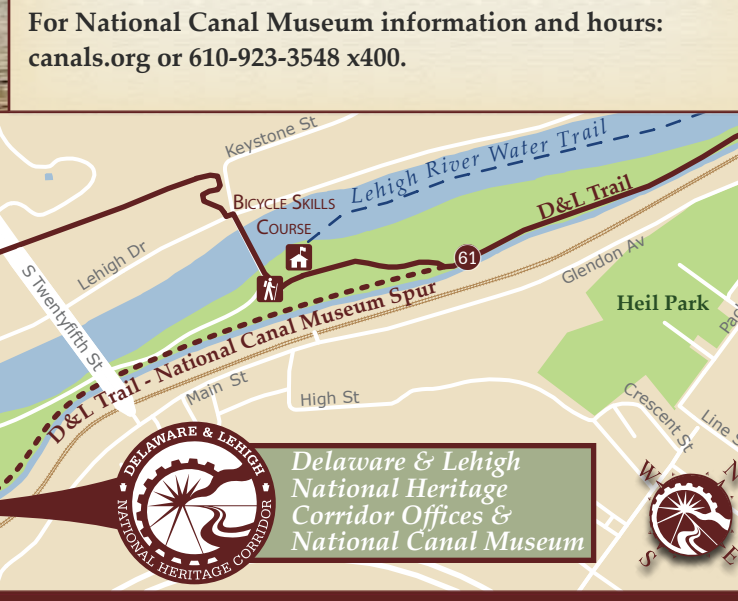 For National Canal Museum information and hours:
canals.org or 610-923-3548 x400.
Keystone St
Lehigh River Water Trail
Bicycle Skills
Course
D&L Trail
61
Lehigh Dr
S Twentyfifth St
Glendon Av
Heil Park
D&L Trail - National Canal Museum Spur
Main St
High St
Crescent St
Line S
DELAWARE & LEHIGH
NATIONAL HERITAGE CORRIDOR
Delaware & Lehigh
National Heritage
Corridor Offices &
National Canal Museum
W
N
S
E